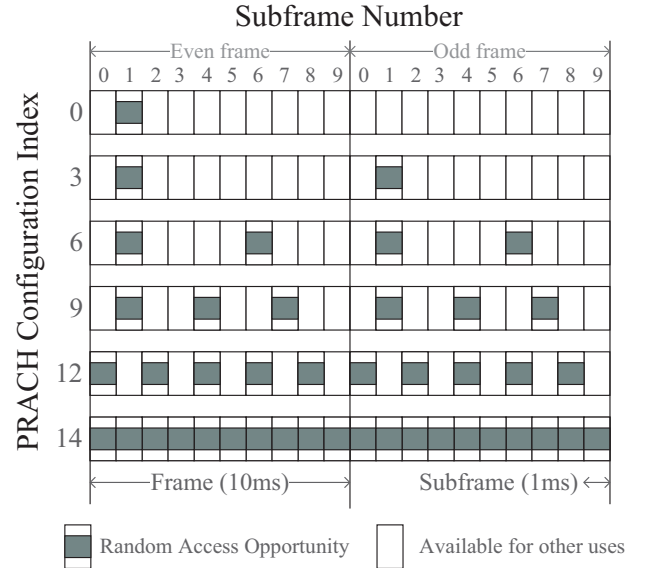 Subframe Number
Even frame Odd frame
0 1 2 3 4 5 6 7 8 9 0 1 2 3 4 5 6 7 8 9
PRACH Configuration Index
0
3
6
9
12
14
Frame (10ms) Subframe (1ms)
Random Access Opportunity Available for other uses